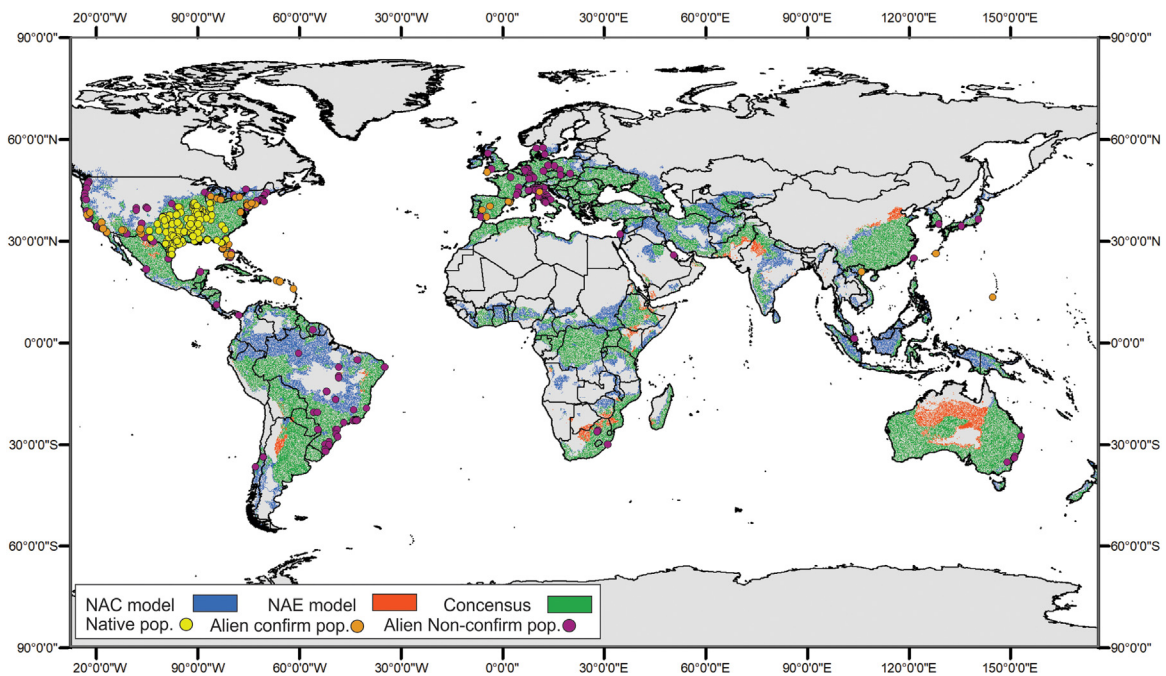 20°0'0"W 90°0'0"W 60°0'0"W 30°0'0"W 0°0'0" 30°0'0"E 60°0'0"E 90°0'0"E 120°0'0"E 150°0'0"E
90°0'0" 90°0'0"
60°0'0"N 60°0'0"N
30°0'0"N 30°0'0"N
0°0'0" 0°0'0"
30°0'0"S 30°0'0"S
60°0'0"S 60°0'0"S
NAC model NAE model Concensus
Native pop. Alien confirm pop. Alien Non-confirm pop.
90°0'0" 90°0'0"
20°0'0"W 90°0'0"W 60°0'0"W 30°0'0"W 0°0'0" 30°0'0"E 60°0'0"E 90°0'0"E 120°0'0"E 150°0'0"E